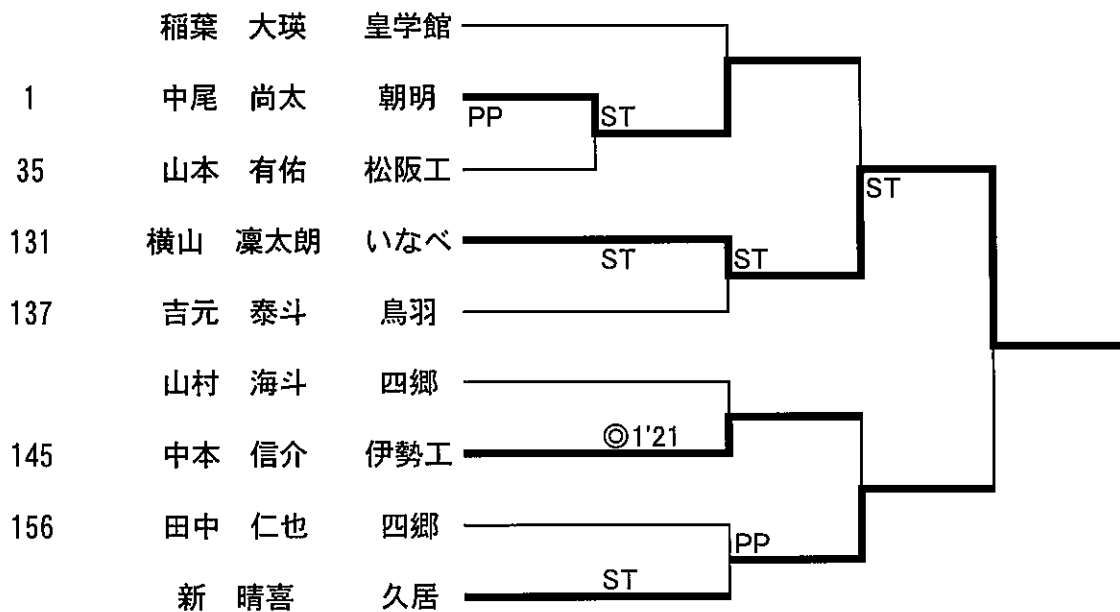 稲葉 大瑛 皇学館
1 中尾 尚太 朝明
PP ST
35 山本 有佑 松阪工
ST
131 横山 凜太朗 いなべ
ST ST
137 吉元 泰斗 鳥羽
山村 海斗 四郷
◎1'21
145 中本 信介 伊勢工
156 田中 仁也 四郷
PP
ST
新 晴喜 久居